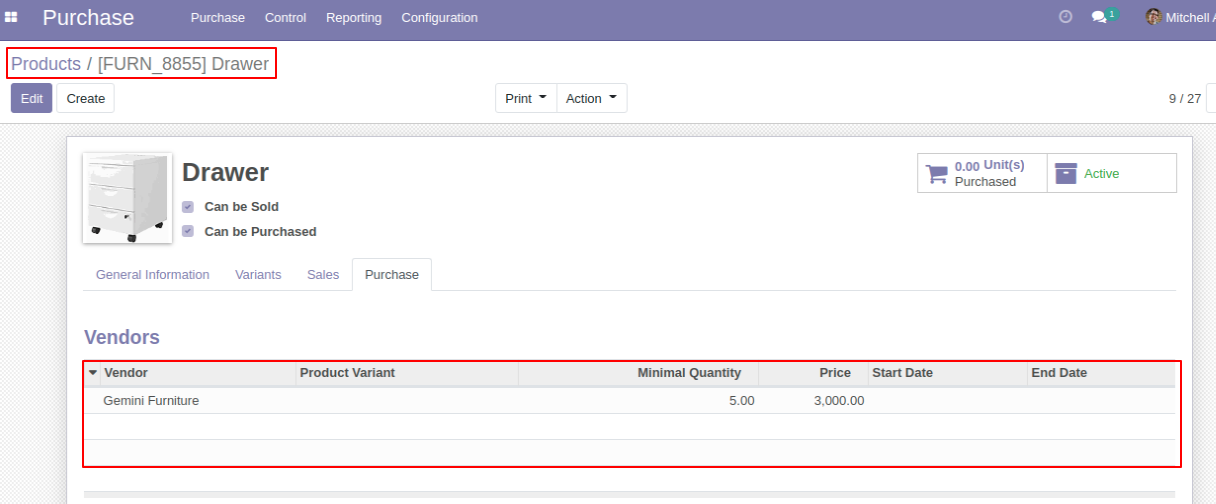 Purchase Purchase Control Reporting Configuration 1 Mitchell A
Products / [FURN_8855] Drawer
Edit Create Print Action 9 / 27
Drawer
0.00 Unit(s)
Purchased
Active
Can be Sold
Can be Purchased
General Information Variants Sales Purchase
Vendors
Vendor Product Variant Minimal Quantity Price Start Date End Date
Gemini Furniture 5.00 3,000.00